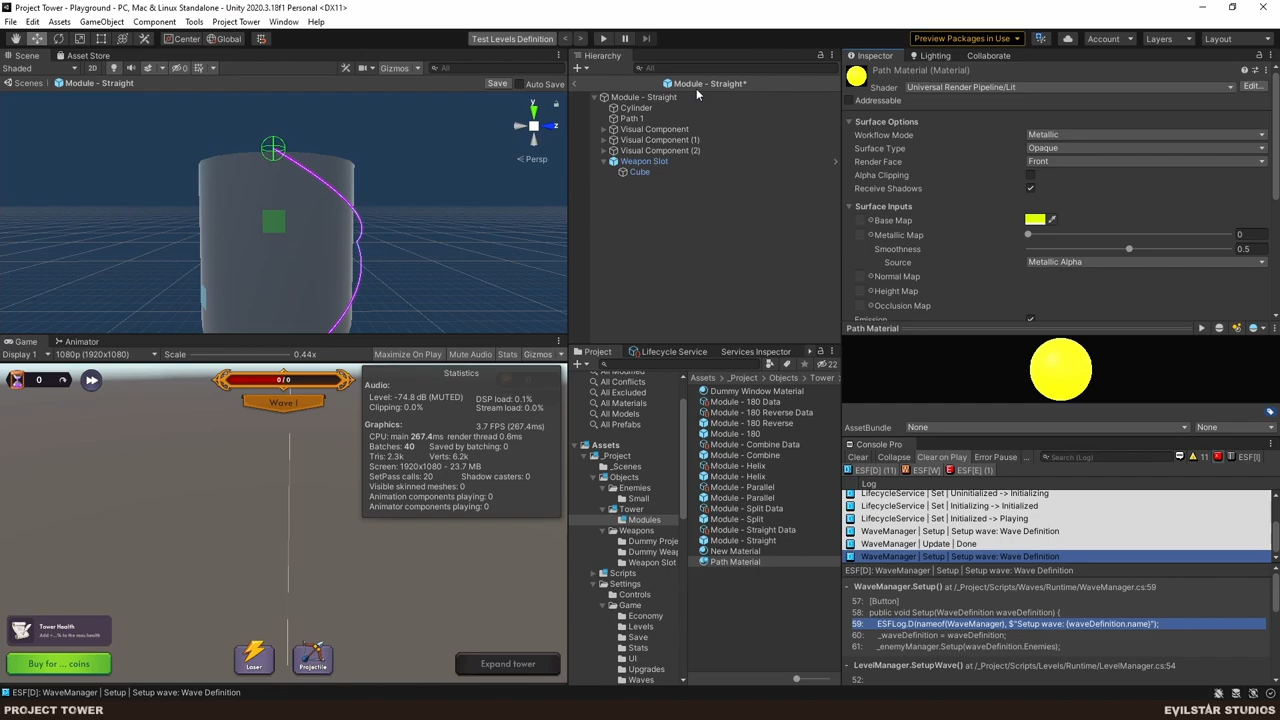 Project Tower - Playground - PC, Mac & Linux Standalone - Unity 2020.3.18f1 Personal <DX11>
File Edit Assets GameObject Component Tools Project Tower Window Help
Center Global Test Levels Definition Preview Packages in Use Account Layers Layout
Scene Asset Store
Shaded 2D 0 Gizmos All
Scenes Module - Straight Save Auto Save
y
z
Persp
Hierarchy
All
Module - Straight*
Module - Straight
Cylinder
Path 1
Visual Component
Visual Component (1)
Visual Component (2)
Weapon Slot
Cube
Inspector Lighting Collaborate
Path Material (Material)
Shader Universal Render Pipeline/Lit Edit...
Addressable
Surface Options
Workflow Mode Metallic
Surface Type Opaque
Render Face Front
Alpha Clipping
Receive Shadows
Surface Inputs
Base Map
Metallic Map 0
Smoothness 0.5
Source Metallic Alpha
Normal Map
Height Map
Occlusion Map
Emission
Path Material
AssetBundle None None
Game Animator
Display 1 1080p (1920x1080) Scale 0.44x Maximize On Play Mute Audio Stats Gizmos
0
0 / 0
Wave 1
Statistics
Audio:
Level: -74.8 dB (MUTED) DSP load: 0.1%
Clipping: 0.0% Stream load: 0.0%
Graphics: 3.7 FPS (267.4ms)
CPU: main 267.4ms render thread 0.6ms
Batches: 40 Saved by batching: 0
Tris: 2.3k Verts: 6.2k
Screen: 1920x1080 - 23.7 MB
SetPass calls: 20 Shadow casters: 0
Visible skinned meshes: 0
Animation components playing: 0
Animator components playing: 0
Tower Health
Buy for ... coins
Laser
Projectile
Expand tower
Project Lifecycle Service Services Inspector
22
All Modified
All Conflicts
All Excluded
All Materials
All Models
All Prefabs
Assets
_Project
_Scenes
Objects
Enemies
Small
Tower
Modules
Weapons
Dummy Proje
Dummy Weap
Weapon Slot
Scripts
Settings
Controls
Game
Economy
Levels
Save
Stats
UI
Upgrades
Waves
Assets _Project Objects Tower
Dummy Window Material
Module - 180 Data
Module - 180 Reverse Data
Module - 180 Reverse
Module - 180
Module - Combine Data
Module - Combine
Module - Helix
Module - Helix
Module - Parallel
Module - Parallel
Module - Split Data
Module - Split
Module - Straight Data
Module - Straight
New Material
Path Material
Console Pro
Clear Collapse Clear on Play Error Pause ... Search (Log) 11 1
ESF[D] (11) ESF[W] ESF[E] (1) ESF[I]
Log
LifecycleService | Set | Uninitialized -> Initializing
LifecycleService | Set | Initializing -> Initialized
LifecycleService | Set | Initialized -> Playing
WaveManager | Setup | Setup wave: Wave Definition
WaveManager | Update | Done
WaveManager | Setup | Setup wave: Wave Definition
ESF[D]: WaveManager | Setup | Setup wave: Wave Definition
WaveManager.Setup() at /_Project/Scripts/Waves/Runtime/WaveManager.cs:59
57: [Button]
58: public void Setup(WaveDefinition waveDefinition) {
59: ESFLog.D(nameof(WaveManager), $"Setup wave: {waveDefinition.name}");
60: _waveDefinition = waveDefinition;
61: _enemyManager.Setup(waveDefinition.Enemies);
LevelManager.SetupWave() at /_Project/Scripts/Levels/Runtime/LevelManager.cs:54
52:
ESF[D]: WaveManager | Setup | Setup wave: Wave Definition
PROJECT TOWER
EVILSTAR STUDIOS